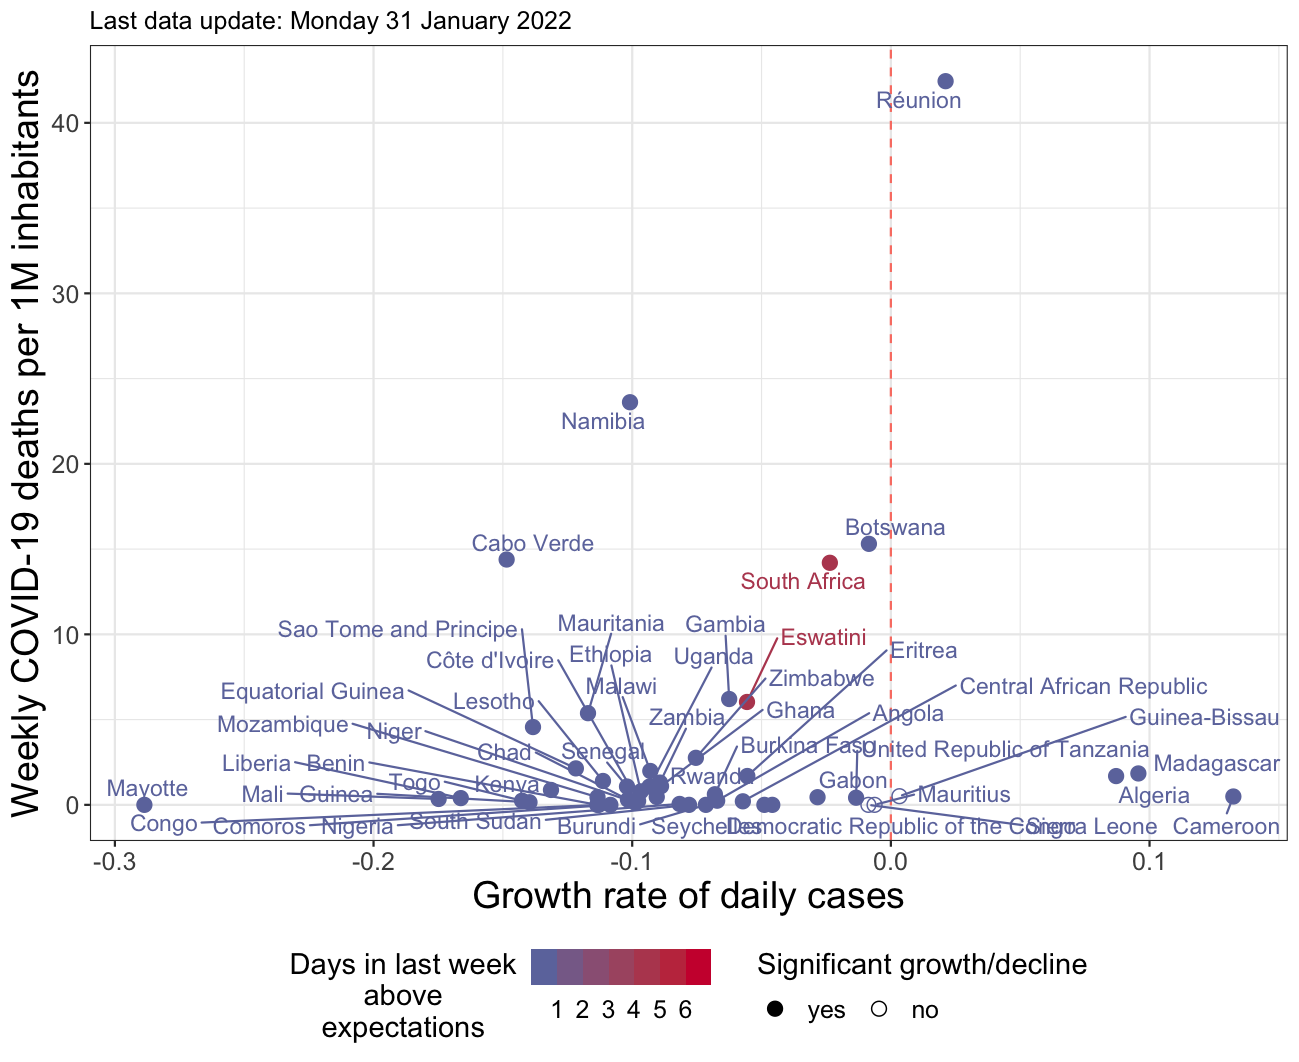 Last data update: Monday 31 January 2022
Weekly COVID-19 deaths per 1M inhabitants
40
30
20
10
0
Réunion
Namibia
Botswana
Cabo Verde
South Africa
Mauritania
Gambia
Sao Tome and Principe
Eswatini
Eritrea
Ethiopia
Uganda
Côte d'Ivoire
Zimbabwe
Malawi
Central African Republic
Equatorial Guinea
Lesotho
Ghana
Angola
Zambia
Guinea-Bissau
Mozambique
Niger
Burkina Faso
United Republic of Tanzania
Chad
Senegal
Liberia
Benin
Madagascar
Rwanda
Gabon
Togo
Kenya
Mayotte
Mali
Guinea
Mauritius
Algeria
Congo
Comoros
Nigeria
South Sudan
Burundi
Seychelles
Democratic Republic of the Congo
Sierra Leone
Cameroon
-0.3
-0.2
-0.1
0.0
0.1
Growth rate of daily cases
Days in last week
above
expectations
1 2 3 4 5 6
Significant growth/decline
yes
no